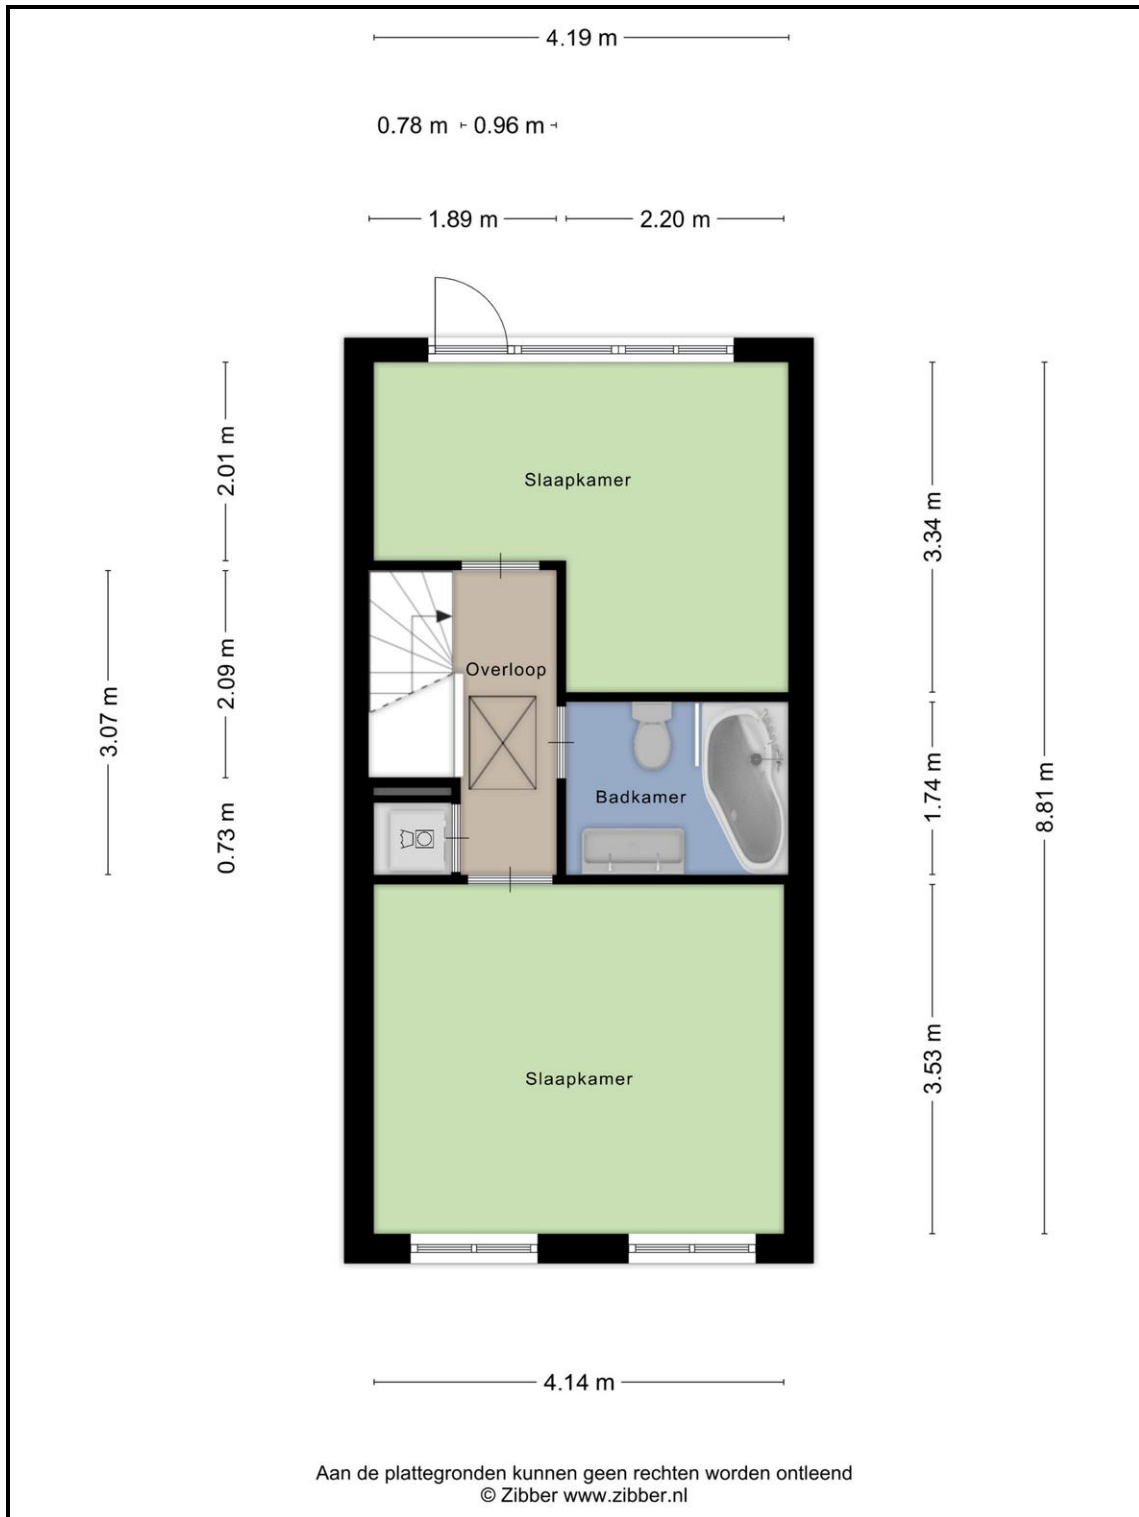 4.19 m
0.78 m 0.96 m
1.89 m 2.20 m
2.01 m
3.34 m
Slaapkamer
3.07 m
2.09 m
Overloop
0.73 m
Badkamer
1.74 m
8.81 m
3.53 m
Slaapkamer
4.14 m
Aan de plattegronden kunnen geen rechten worden ontleend
© Zibber www.zibber.nl